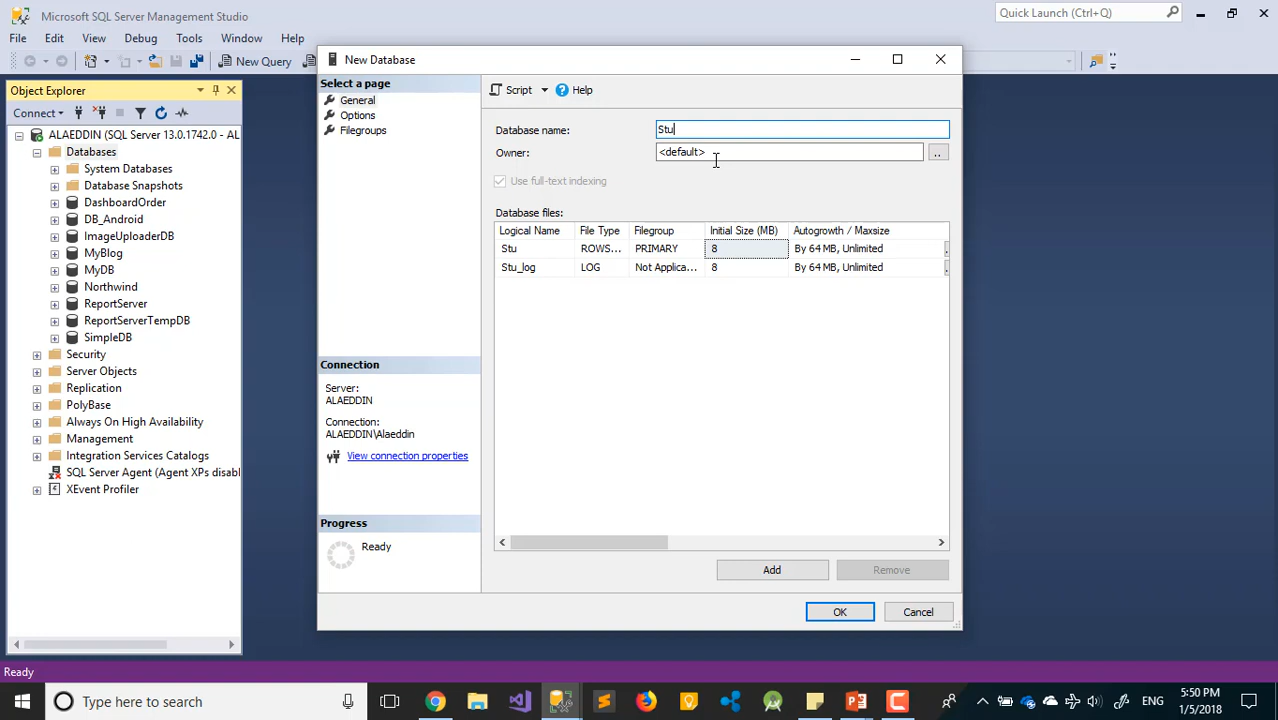 Microsoft SQL Server Management Studio
Quick Launch (Ctrl+Q)
File Edit View Debug Tools Window Help
New Query
Object Explorer
Connect
ALAEDDIN (SQL Server 13.0.1742.0 - AL
Databases
System Databases
Database Snapshots
DashboardOrder
DB_Android
ImageUploaderDB
MyBlog
MyDB
Northwind
ReportServer
ReportServerTempDB
SimpleDB
Security
Server Objects
Replication
PolyBase
Always On High Availability
Management
Integration Services Catalogs
SQL Server Agent (Agent XPs disabl
XEvent Profiler
New Database
Select a page
General
Options
Filegroups
Connection
Server:
ALAEDDIN
Connection:
ALAEDDIN\Alaeddin
View connection properties
Progress
Ready
Script Help
Database name: Stu
Owner: <default> ..
Use full-text indexing
Database files:
Logical Name File Type Filegroup Initial Size (MB) Autogrowth / Maxsize
Stu ROWS... PRIMARY 8 By 64 MB, Unlimited
Stu_log LOG Not Applica... 8 By 64 MB, Unlimited
Add Remove
OK Cancel
Ready
Type here to search
ENG
5:50 PM
1/5/2018